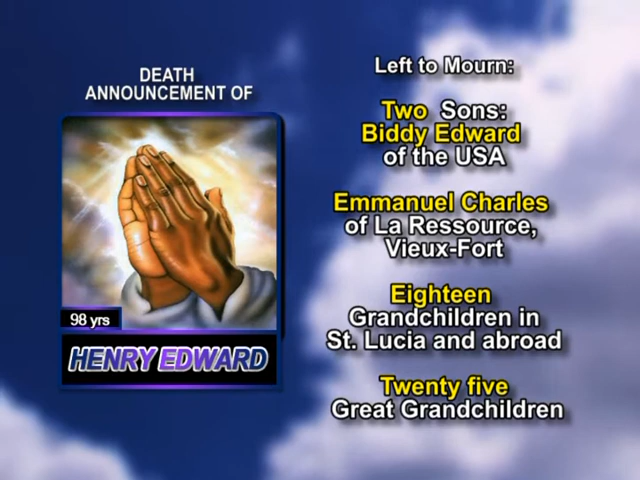 DEATH
ANNOUNCEMENT OF
98 yrs
HENRY EDWARD
Left to Mourn:
Two Sons:
Biddy Edward
of the USA
Emmanuel Charles
of La Ressource,
Vieux-Fort
Eighteen
Grandchildren in
St. Lucia and abroad
Twenty five
Great Grandchildren